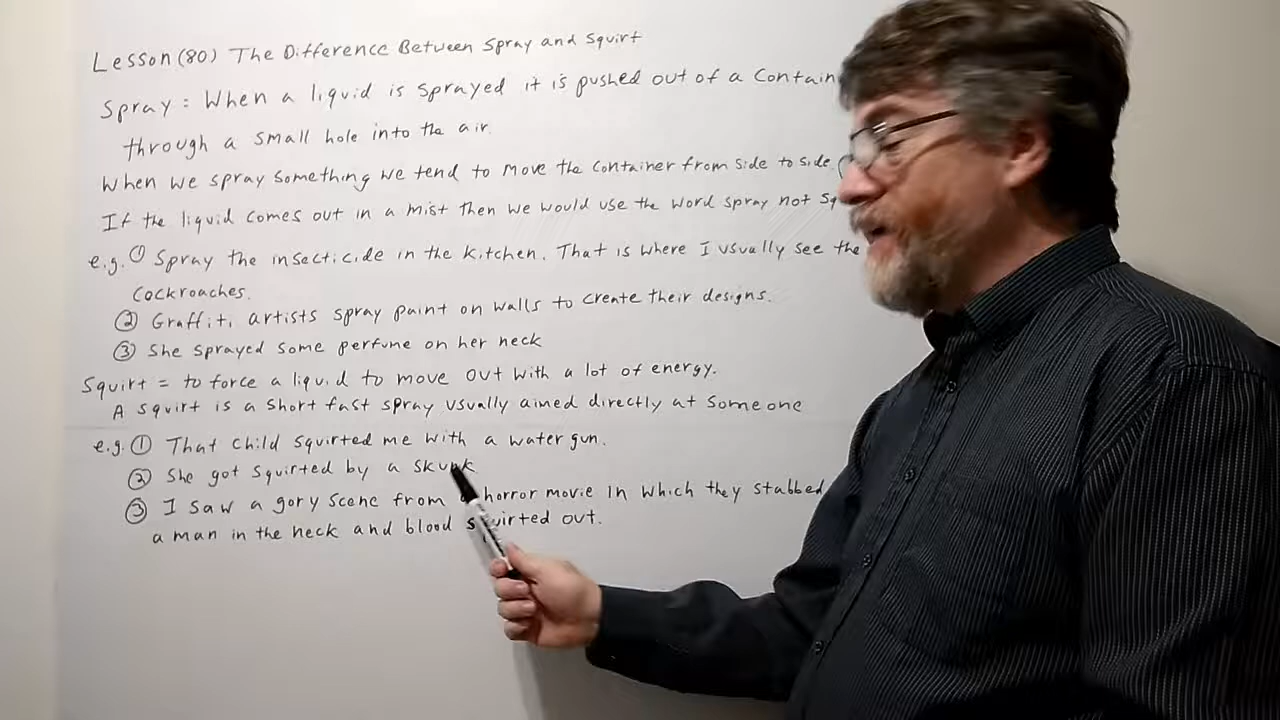 Lesson (80) The Difference Between Spray and Squirt
Spray : When a liquid is sprayed it is pushed out of a Contain
through a small hole into the air.
When we spray something we tend to move the container from side to side
If the liquid comes out in a mist then we would use the word spray not Sq
e.g. ① Spray the insecticide in the kitchen. That is where I usually see the
Cockroaches.
② Graffiti artists spray paint on walls to create their designs.
③ She sprayed some perfume on her neck
Squirt = to force a liquid to move out with a lot of energy.
A squirt is a short fast spray usually aimed directly at someone
e.g. ① That child squirted me with a water gun.
② She got squirted by a skunk
③ I saw a gory scene from a horror movie in which they stabbed
a man in the neck and blood squirted out.